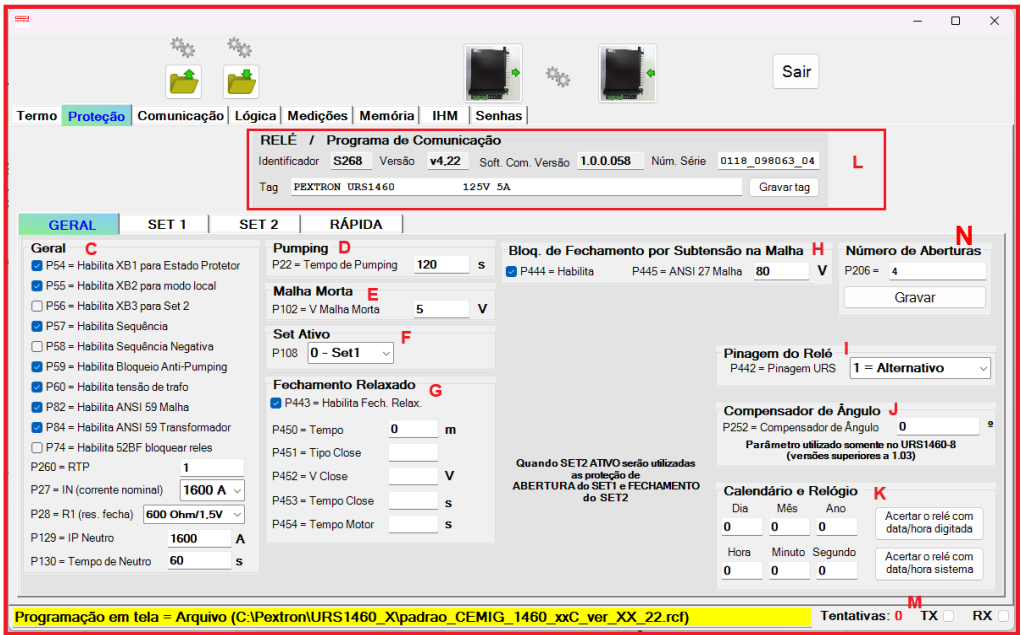 Sair
Termo Proteção Comunicação Lógica Medições Memória IHM Senhas
RELÉ / Programa de Comunicação
Identificador S268 Versão v4,22 Soft. Com. Versão 1.0.0.058 Núm. Série 0118_098063_04
L
Tag PEXTRON URS1460 125V 5A Gravar tag
GERAL SET 1 SET 2 RÁPIDA
Geral C
P54 = Habilita XB1 para Estado Protetor
P55 = Habilita XB2 para modo local
P56 = Habilita XB3 para Set 2
P57 = Habilita Sequência
P58 = Habilita Sequência Negativa
P59 = Habilita Bloqueio Anti-Pumping
P60 = Habilita tensão de trafo
P82 = Habilita ANSI 59 Malha
P84 = Habilita ANSI 59 Transformador
P74 = Habilita 52BF bloquear reles
P260 = RTP 1
P27 = IN (corrente nominal) 1600 A
P28 = R1 (res. fecha) 600 Ohm/1,5V
P129 = IP Neutro 1600 A
P130 = Tempo de Neutro 60 s
Pumping D
P22 = Tempo de Pumping 120 s
Malha Morta E
P102 = V Malha Morta 5 V
Set Ativo F
P108 0 - Set1
Fechamento Relaxado G
P443 = Habilita Fech. Relax.
P450 = Tempo 0 m
P451 = Tipo Close
P452 = V Close V
P453 = Tempo Close s
P454 = Tempo Motor s
Bloq. de Fechamento por Subtensão na Malha H
P444 = Habilita P445 = ANSI 27 Malha 80 V
Quando SET2 ATIVO serão utilizadas
as proteção de
ABERTURA do SET1 e FECHAMENTO
do SET2
N
Número de Aberturas
P206 = 4
Gravar
Pinagem do Relé I
P442 = Pinagem URS 1 = Alternativo
Compensador de Ângulo J
P252 = Compensador de Ângulo 0 º
Parâmetro utilizado somente no URS1460-8
(versões superiores a 1.03)
Calendário e Relógio K
Dia Mês Ano
0 0 0
Acertar o relé com
data/hora digitada
Hora Minuto Segundo
0 0 0
Acertar o relé com
data/hora sistema
M
Programação em tela = Arquivo (C:\Pextron\URS1460_X\padrao_CEMIG_1460_xxC_ver_XX_22.rcf) Tentativas: 0 TX RX